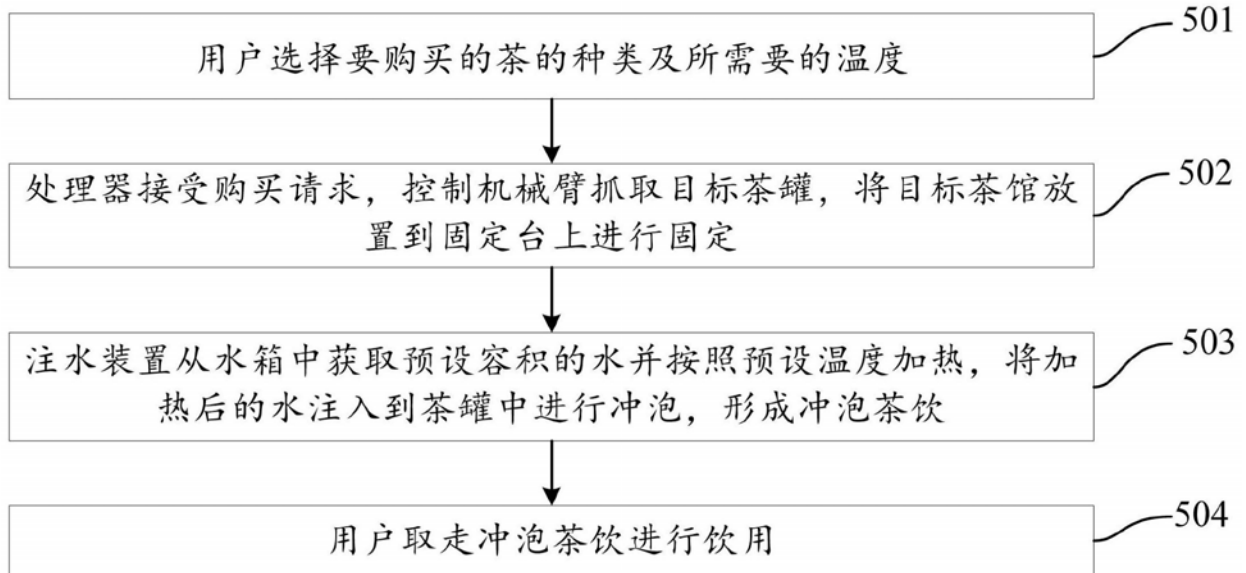 501
用户选择要购买的茶的种类及所需要的温度
502
处理器接受购买请求，控制机械臂抓取目标茶罐，将目标茶馆放
置到固定台上进行固定
503
注水装置从水箱中获取预设容积的水并按照预设温度加热，将加
热后的水注入到茶罐中进行冲泡，形成冲泡茶饮
504
用户取走冲泡茶饮进行饮用